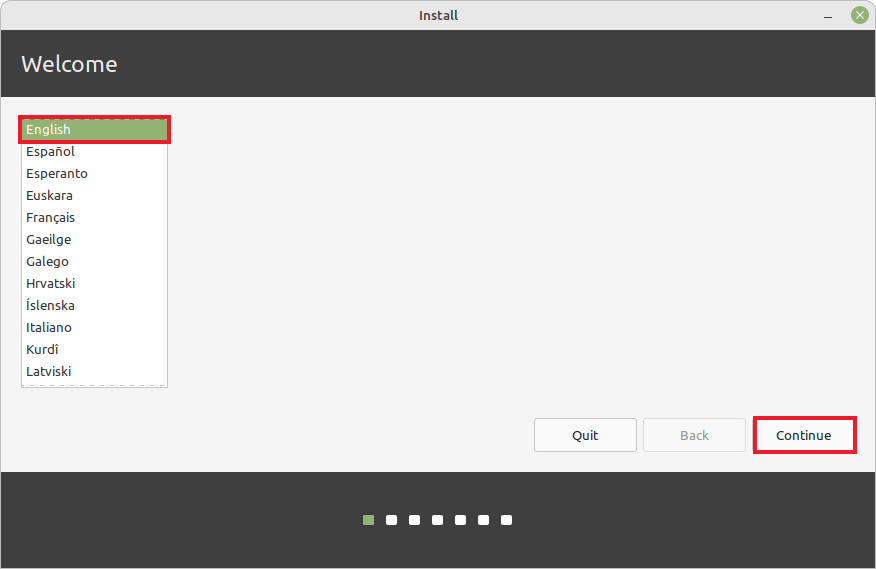 Install
Welcome
English
Español
Esperanto
Euskara
Français
Gaeilge
Galego
Hrvatski
Íslenska
Italiano
Kurdî
Latviski
Quit Back Continue